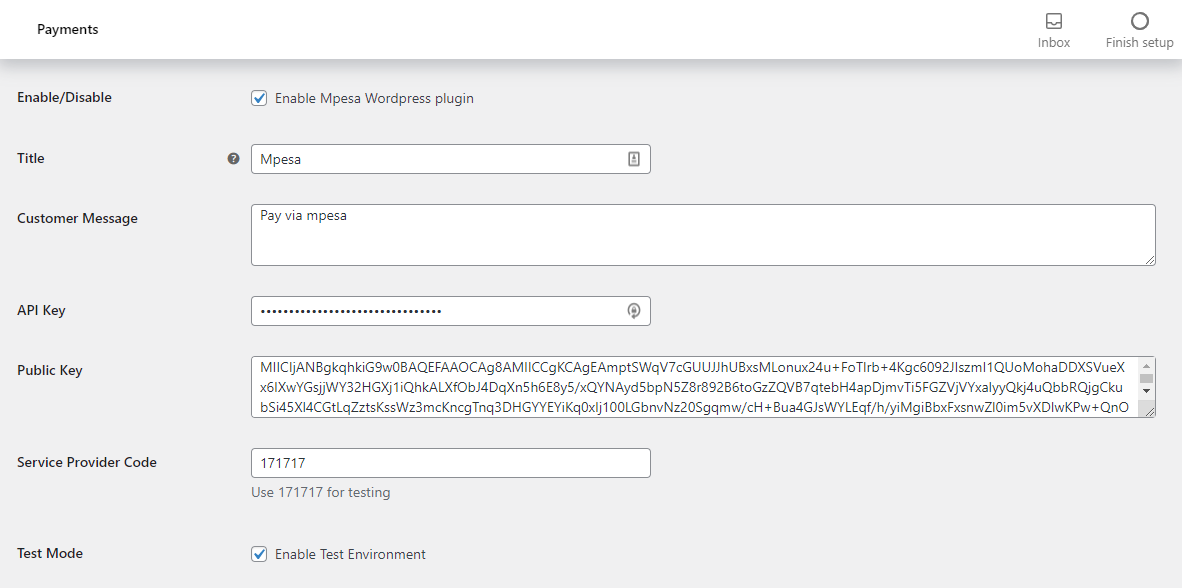 Payments
Inbox
Finish setup
Enable/Disable
Enable Mpesa Wordpress plugin
Title
Mpesa
Customer Message
Pay via mpesa
API Key
••••••••••••••••••••••••••••••••
Public Key
MIICIjANBgkqhkiG9w0BAQEFAAOCAg8AMIICCgKCAgEAmptSWqV7cGUUJJhUBxsMLonux24u+FoTlrb+4Kgc6092JIszmI1QUoMohaDDXSVueX
x6IXwYGsjjWY32HGXj1iQhkALXfObJ4DqXn5h6E8y5/xQYNAyd5bpN5Z8r892B6toGzZQVB7qtebH4apDjmvTi5FGZVjVYxalyyQkj4uQbbRQjgCku
bSi45Xl4CGtLqZztsKssWz3mcKncgTnq3DHGYYEYiKq0xIj100LGbnvNz20Sgqmw/cH+Bua4GJsWYLEqf/h/yiMgiBbxFxsnwZl0im5vXDlwKPw+QnO
Service Provider Code
171717
Use 171717 for testing
Test Mode
Enable Test Environment